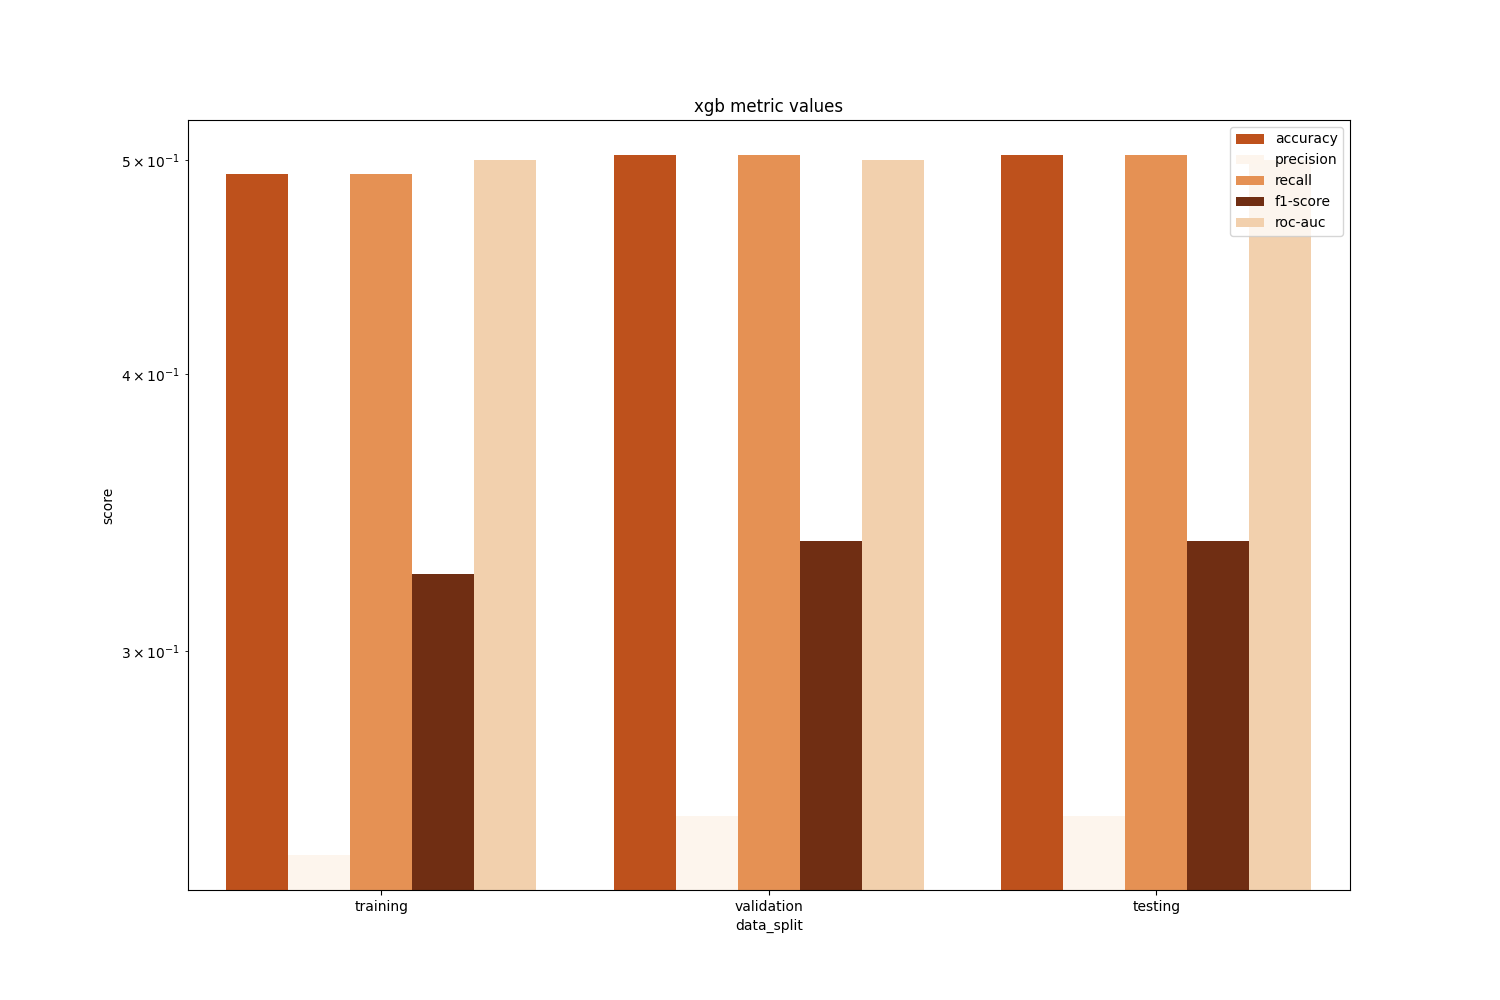 xgb metric values
accuracy
precision
recall
f1-score
roc-auc
5 × 10⁻¹
4 × 10⁻¹
3 × 10⁻¹
score
training
validation
testing
data_split